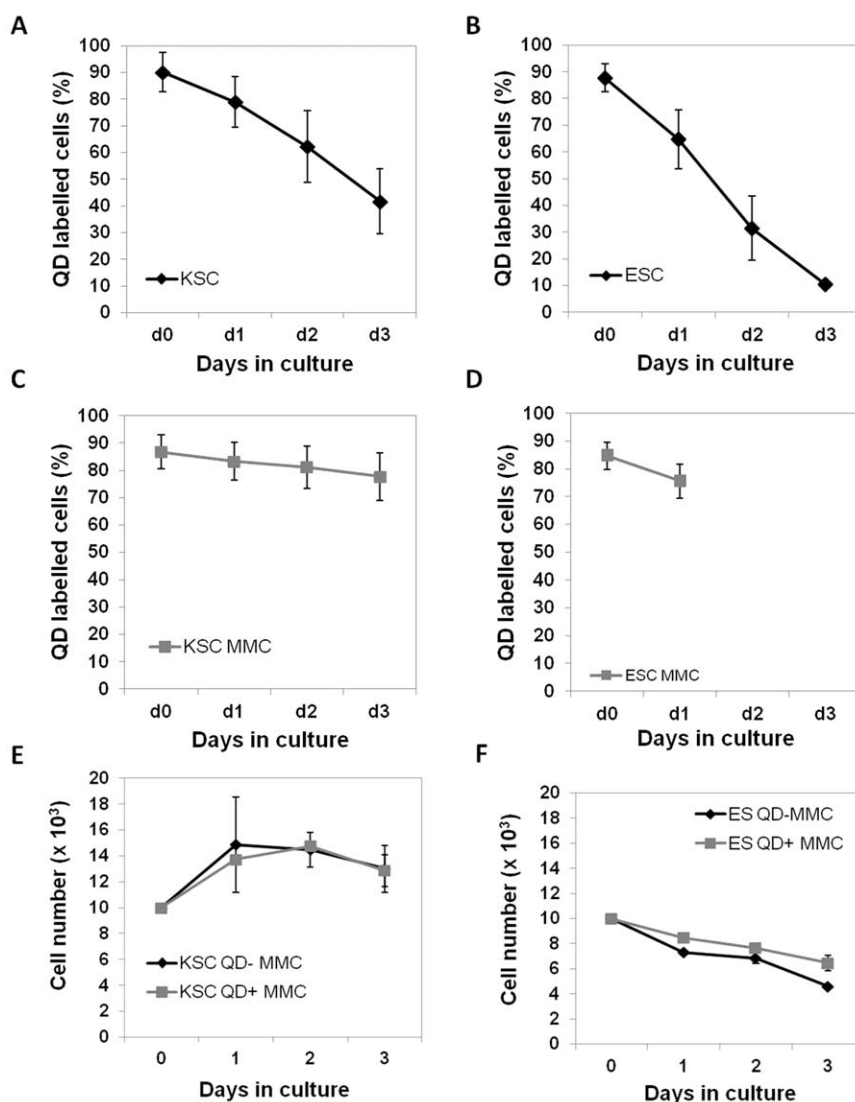 A
QD labelled cells (%)
100
90
80
70
60
50
40
30
20
10
0
KSC
d0 d1 d2 d3
Days in culture
B
QD labelled cells (%)
100
90
80
70
60
50
40
30
20
10
0
ESC
d0 d1 d2 d3
Days in culture
C
QD labelled cells (%)
100
90
80
70
60
50
40
30
20
10
0
KSC MMC
d0 d1 d2 d3
Days in culture
D
QD labelled cells (%)
100
90
80
70
60
50
40
30
20
10
0
ESC MMC
d0 d1 d2 d3
Days in culture
E
Cell number (x 10³)
20
18
16
14
12
10
8
6
4
2
0
KSC QD- MMC
KSC QD+ MMC
0 1 2 3
Days in culture
F
Cell number (x 10³)
20
18
16
14
12
10
8
6
4
2
0
ES QD-MMC
ES QD+ MMC
0 1 2 3
Days in culture